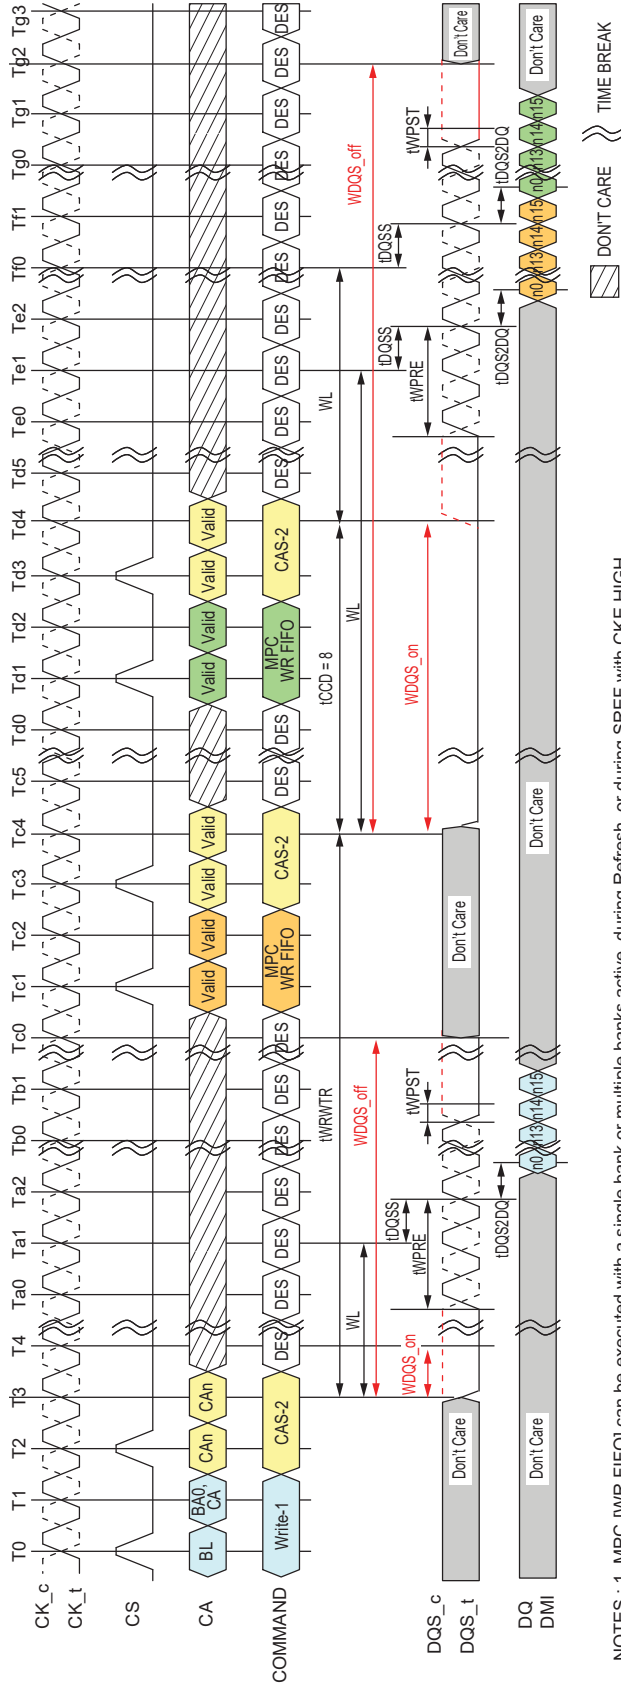 T0 T1 T2 T3 T4 Ta0 Ta1 Ta2 Tb0 Tb1 Tc0 Tc1 Tc2 Tc3 Tc4 Tc5 Td0 Td1 Td2 Td3 Td4 Td5 Te0 Te1 Te2 Tf0 Tf1 Tg0 Tg1 Tg2 Tg3
CK_c
CK_t
CS
CA
BL
BA0,
CA
CAn CAn Valid Valid Valid Valid Valid Valid Valid Valid
COMMAND
Write-1 CAS-2 DES DES DES DES DES DES DES
MPC
WR FIFO
CAS-2 DES DES
MPC
WR FIFO
CAS-2 DES DES DES DES DES DES DES DES DES DES
tWRWTR tCCD = 8 WL
WL WL
WDQS_off WDQS_off
tDQSS tDQSS tDQSS
WDQS_on tWPRE tWPST WDQS_on tWPRE tWPST
DQS_c
DQS_t
Don't Care Don't Care Don't Care
tDQS2DQ tDQS2DQ tDQS2DQ
DQ
DMI
Don't Care n0 n13 n14 n15 Don't Care n0 n13 n14 n15 n0 n13 n14 n15 Don't Care
DON'T CARE TIME BREAK
NOTES : 1. MPC [WR FIFO] can be executed with a single bank or multiple banks active, during Refresh, or during SREF with CKE HIGH